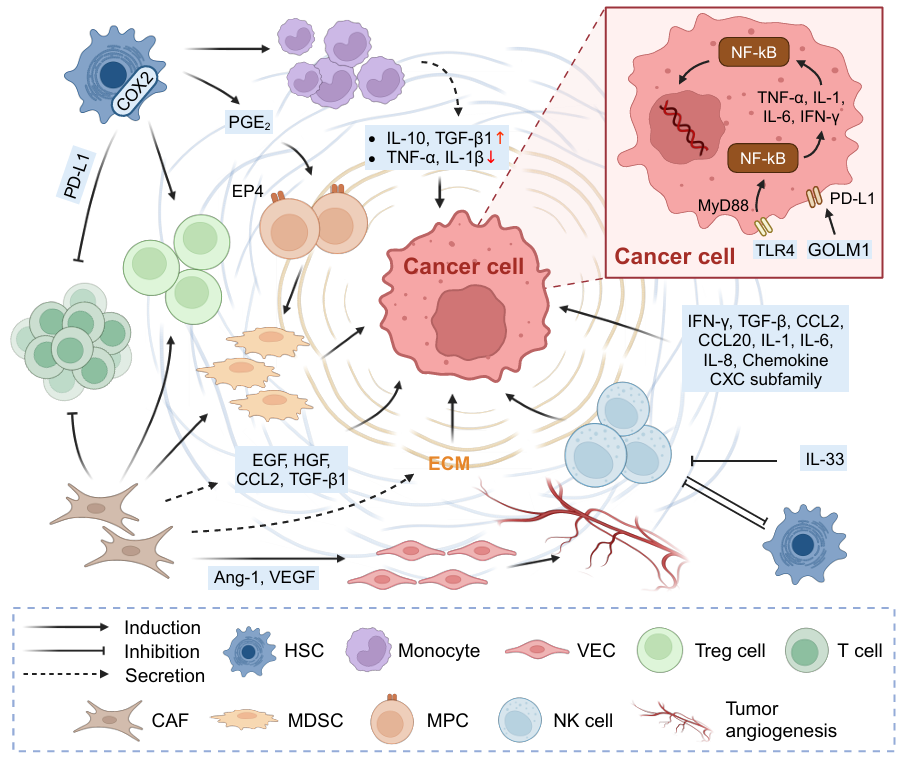 COX2
PD-L1
PGE₂
EP4
• IL-10, TGF-β1↑
• TNF-α, IL-1β↓
Cancer cell
NF-kB
TNF-α, IL-1,
IL-6, IFN-γ
NF-kB
MyD88
PD-L1
TLR4
GOLM1
Cancer cell
IFN-γ, TGF-β, CCL2,
CCL20, IL-1, IL-6,
IL-8, Chemokine
CXC subfamily
EGF, HGF,
CCL2, TGF-β1
ECM
IL-33
Ang-1, VEGF
Induction
Inhibition
Secretion
HSC
Monocyte
VEC
Treg cell
T cell
CAF
MDSC
MPC
NK cell
Tumor
angiogenesis